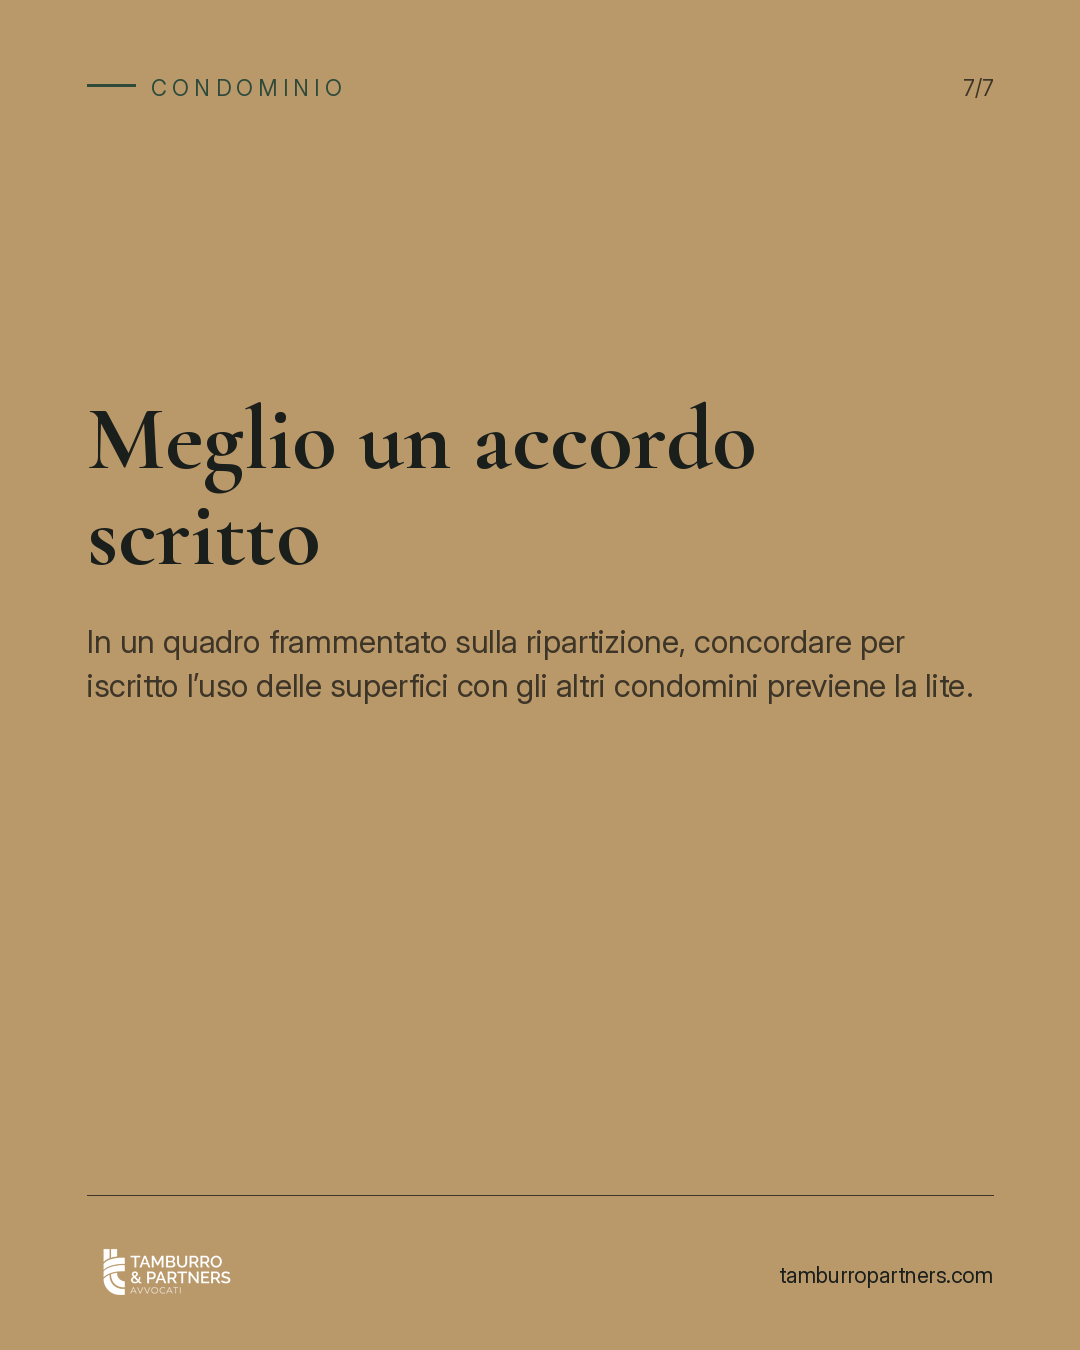 CONDOMINIO
7/7
Meglio un accordo
scritto
In un quadro frammentato sulla ripartizione, concordare per
iscritto l’uso delle superfici con gli altri condomini previene la lite.
TAMBURRO
& PARTNERS
AVVOCATI
tamburropartners.com